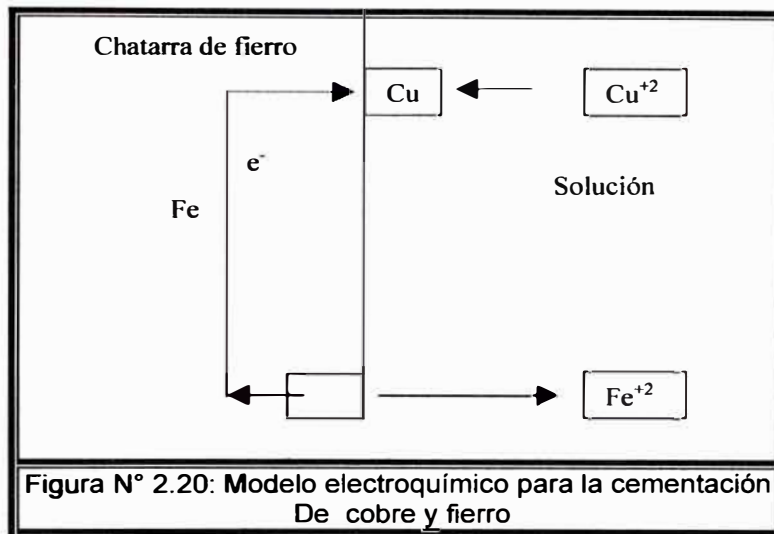 Chatarra de fierro
Cu
Cu⁺²
e⁻
Fe
Solución
Fe⁺²
Figura N° 2.20: Modelo electroquímico para la cementación
De cobre y fierro